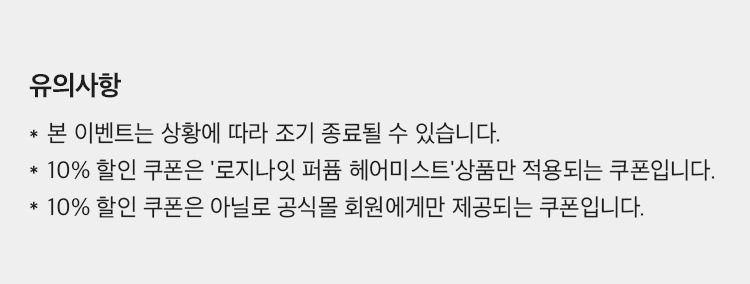 유의사항
* 본 이벤트는 상황에 따라 조기 종료될 수 있습니다.
* 10% 할인 쿠폰은 '로지나잇 퍼퓸 헤어미스트'상품만 적용되는 쿠폰입니다.
* 10% 할인 쿠폰은 아닐로 공식몰 회원에게만 제공되는 쿠폰입니다.